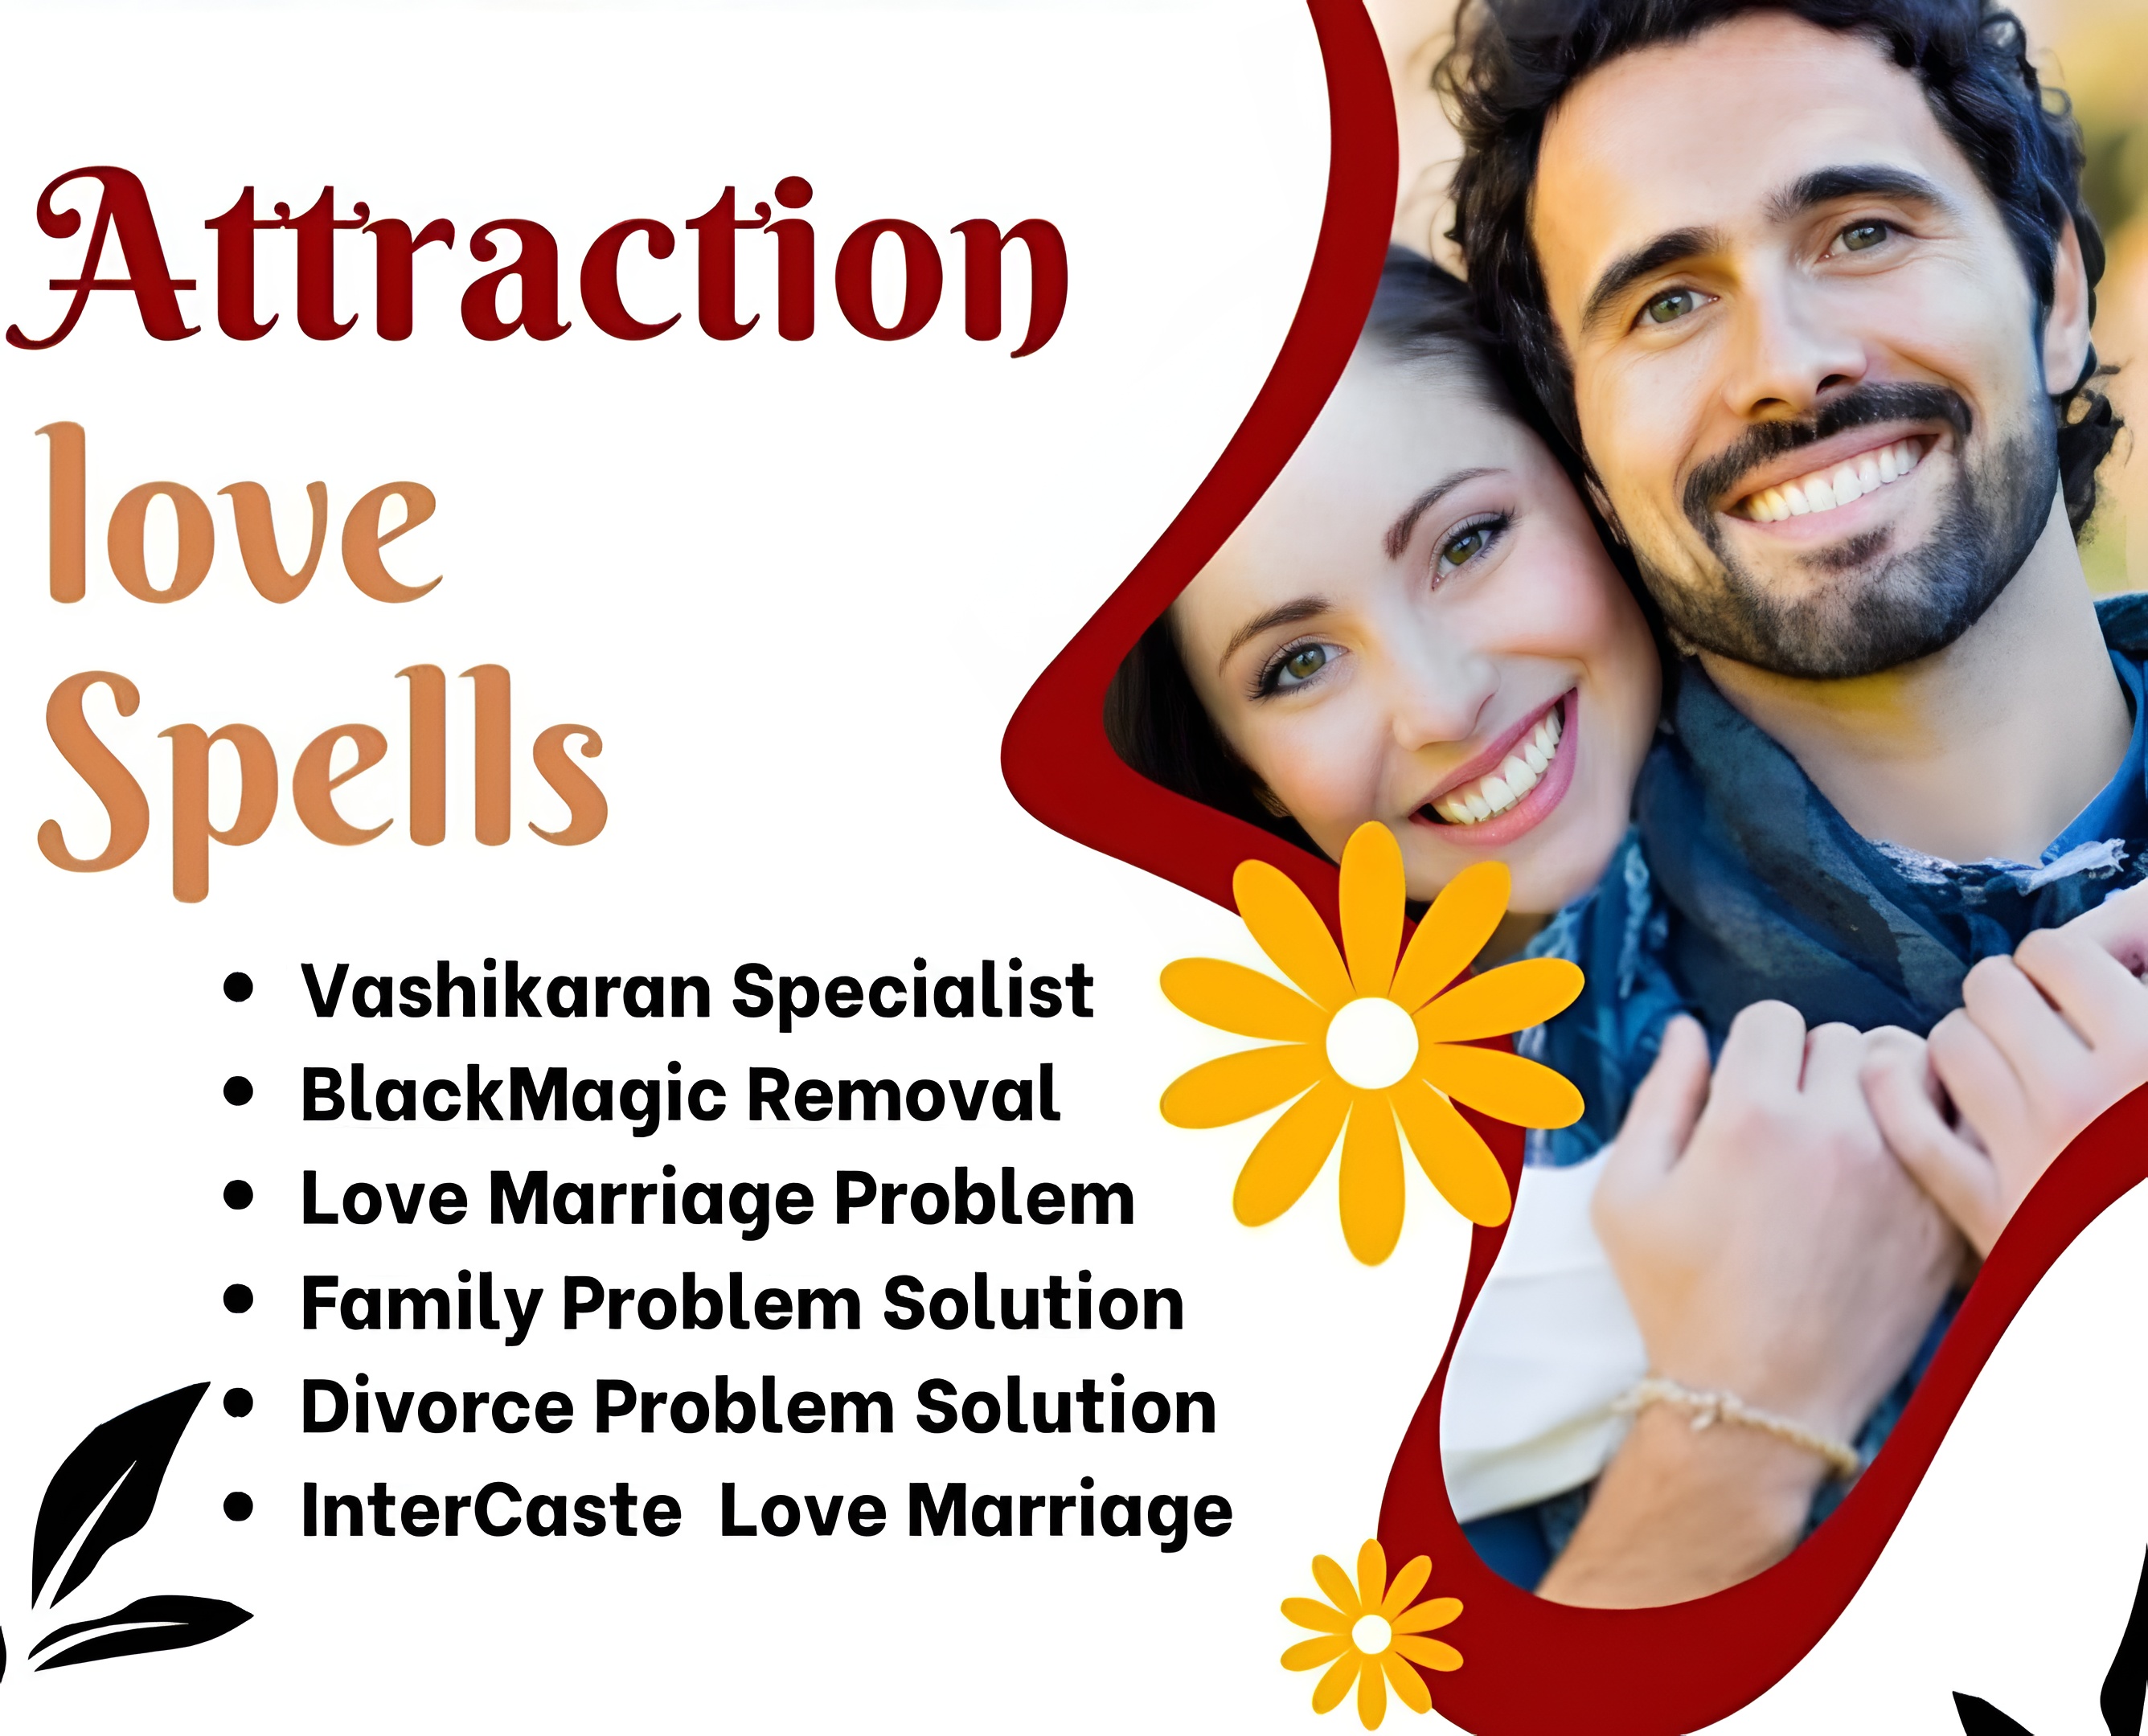 Attraction
love
Spells
• Vashikaran Specialist
• BlackMagic Removal
• Love Marriage Problem
• Family Problem Solution
• Divorce Problem Solution
• InterCaste  Love Marriage